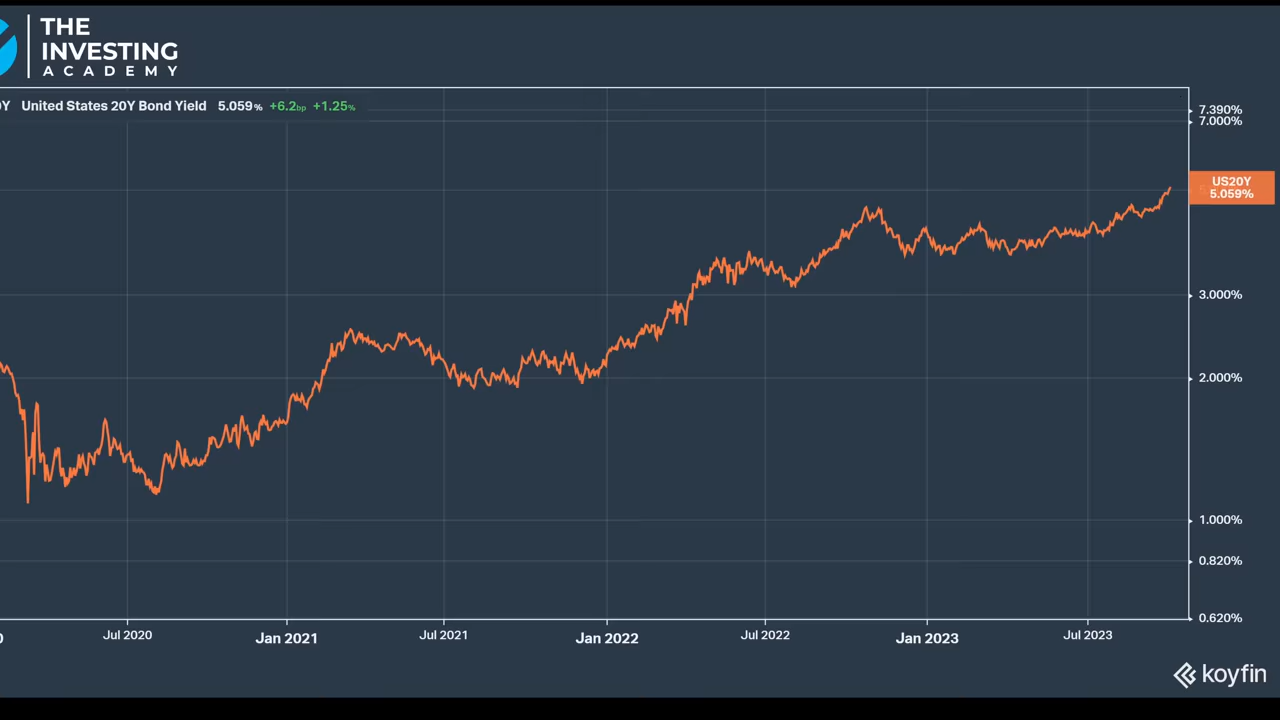 THE
INVESTING
ACADEMY
Y United States 20Y Bond Yield 5.059% +6.2bp +1.25%
7.390%
7.000%
US20Y
5.059%
3.000%
2.000%
1.000%
0.820%
0.620%
Jul 2020 Jan 2021 Jul 2021 Jan 2022 Jul 2022 Jan 2023 Jul 2023
koyfin